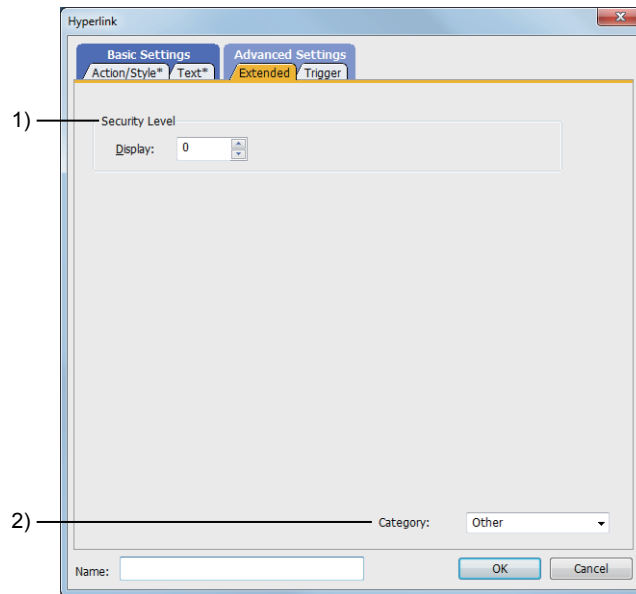 Hyperlink
Basic Settings Advanced Settings
Action/Style* Text* Extended Trigger
1) Security Level
Display: 0
2) Category: Other
Name: OK Cancel